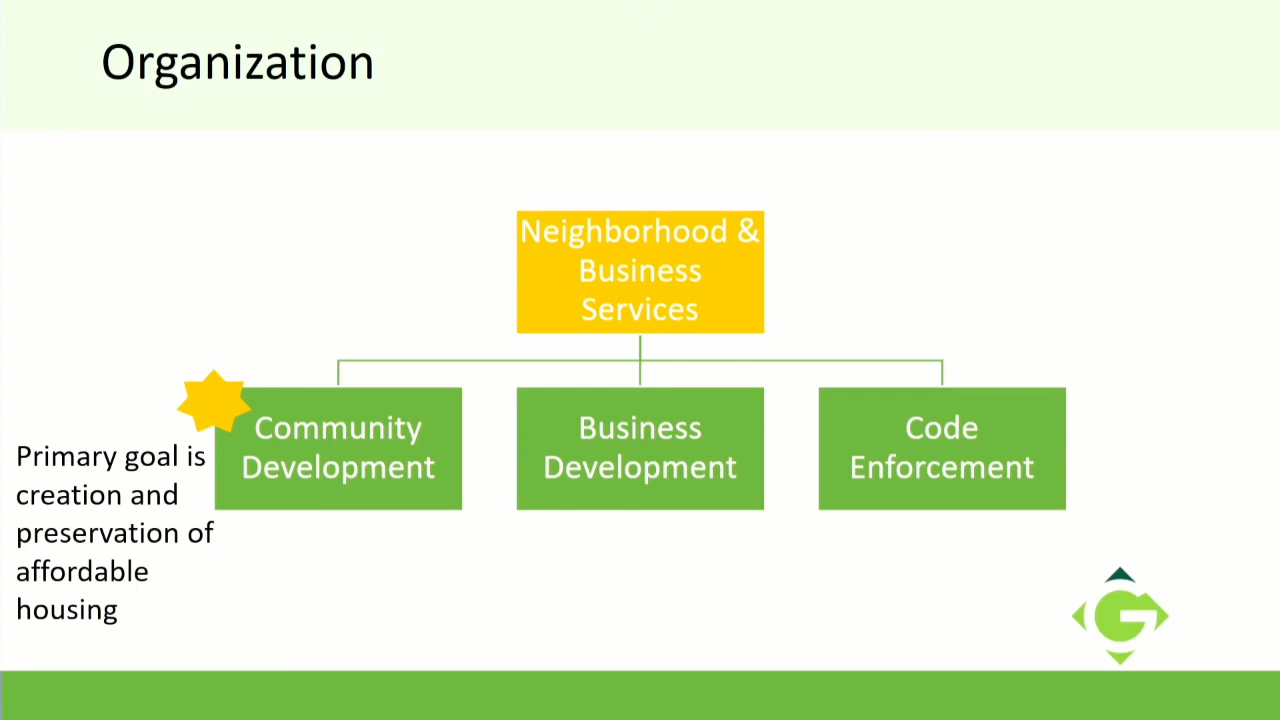 Organization
Neighborhood &
Business
Services
Community
Development
Business
Development
Code
Enforcement
Primary goal is
creation and
preservation of
affordable
housing
G